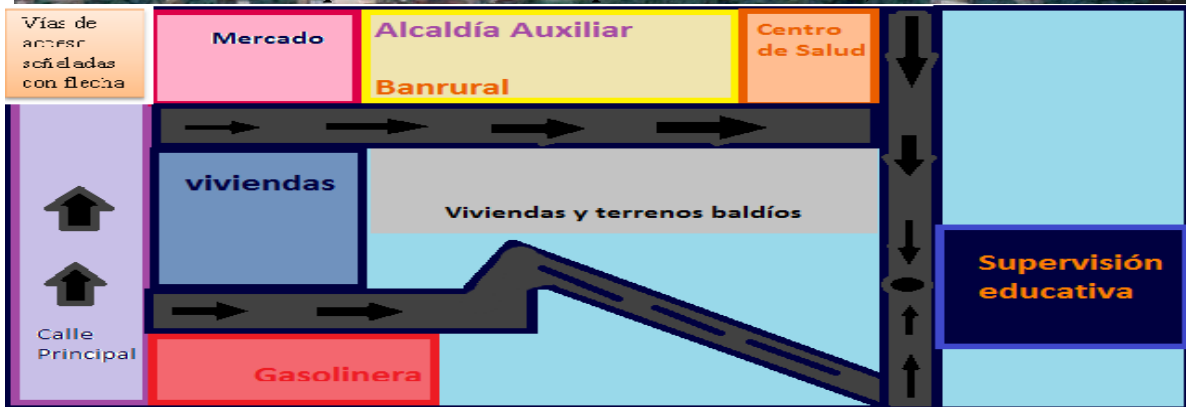 Vías de
acceso
señaladas
con flecha
Mercado
Alcaldía Auxiliar
Banrural
Centro
de Salud
viviendas
Viviendas y terrenos baldíos
Supervisión
educativa
Calle
Principal
Gasolinera